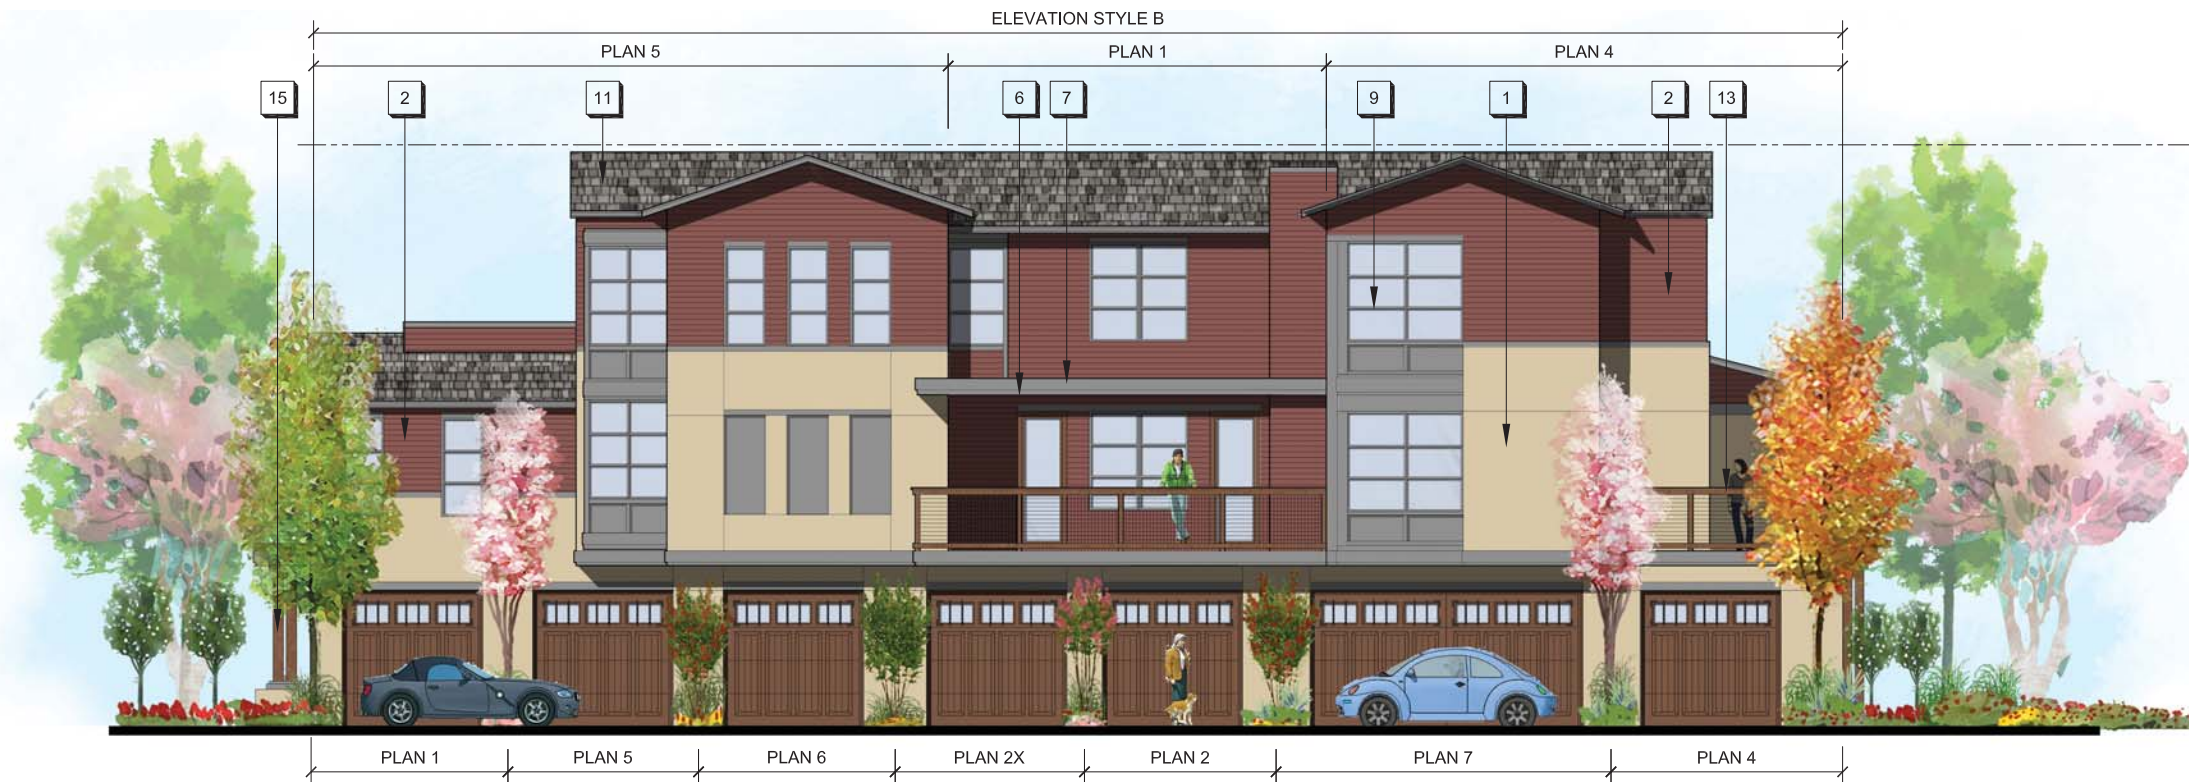 ELEVATION STYLE B
PLAN 5 PLAN 1 PLAN 4
15 2 11 6 7 9 1 2 13
PLAN 1 PLAN 5 PLAN 6 PLAN 2X PLAN 2 PLAN 7 PLAN 4